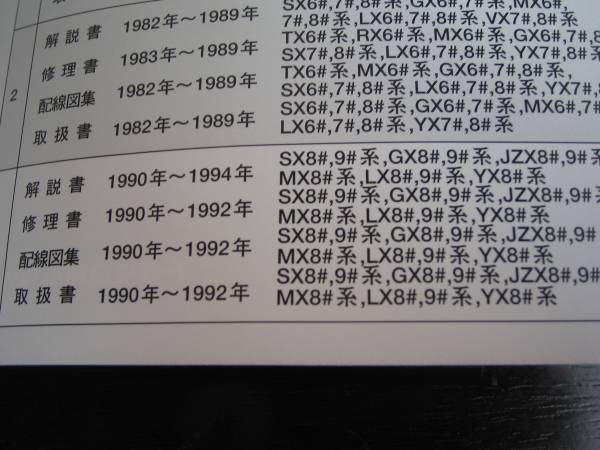 SX6#,7#,8#系,GX6#,7#系,MX6#,
解説書 1982年～1989年 7#,8#系,LX6#,7#,8#系,VX7#,8#系
TX6#系,RX6#系,MX6#系,GX6#,7
修理書 1983年～1989年 SX7#,8#系,LX6#,7#,8#系,YX7#,8#
TX6#系,MX6#系,GX6#,7#,8#系,
2 配線図集 1982年～1989年 SX6#,7#,8#系,LX6#,7#,8#系,YX7#,8
SX6#,7#,8#系,GX6#,7#系,MX6#,7#
取扱書 1982年～1989年 LX6#,7#,8#系,YX7#,8#系
SX8#,9#系,GX8#,9#系,JZX8#,9#系
解説書 1990年～1994年 MX8#系,LX8#,9#系,YX8#系
SX8#,9#系,GX8#,9#系,JZX8#,9#系
修理書 1990年～1992年 MX8#系,LX8#,9#系,YX8#系
SX8#,9#系,GX8#,9#系,JZX8#,9#
配線図集 1990年～1992年 MX8#系,LX8#,9#系,YX8#系
SX8#,9#系,GX8#,9#系,JZX8#,9#
取扱書 1990年～1992年 MX8#系,LX8#,9#系,YX8#系